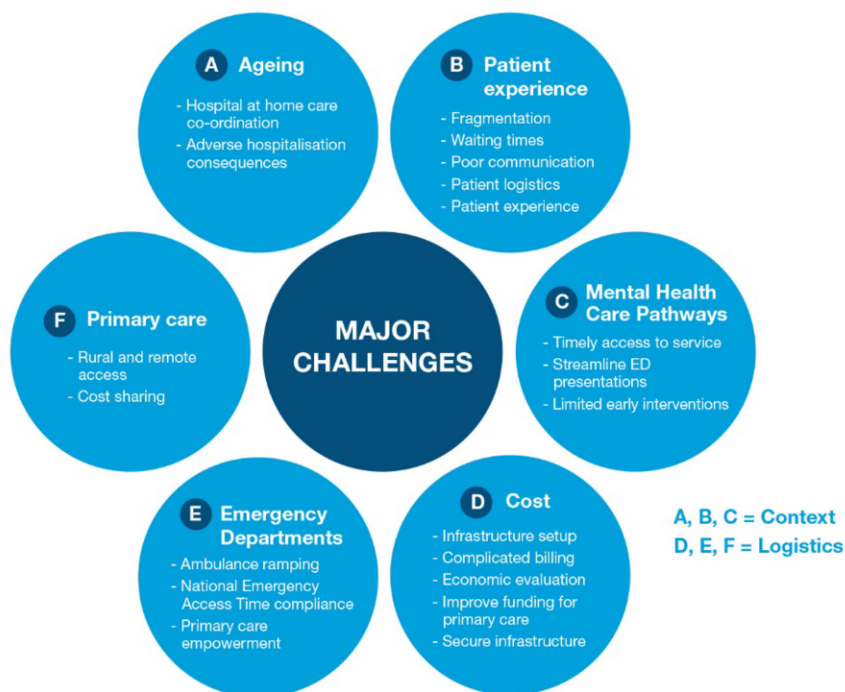 A Ageing
- Hospital at home care
co-ordination
- Adverse hospitalisation
consequences
B Patient
experience
- Fragmentation
- Waiting times
- Poor communication
- Patient logistics
- Patient experience
C Mental Health
Care Pathways
- Timely access to service
- Streamline ED
presentations
- Limited early interventions
D Cost
- Infrastructure setup
- Complicated billing
- Economic evaluation
- Improve funding for
primary care
- Secure infrastructure
E Emergency
Departments
- Ambulance ramping
- National Emergency
Access Time compliance
- Primary care
empowerment
F Primary care
- Rural and remote
access
- Cost sharing
MAJOR
CHALLENGES
A, B, C = Context
D, E, F = Logistics